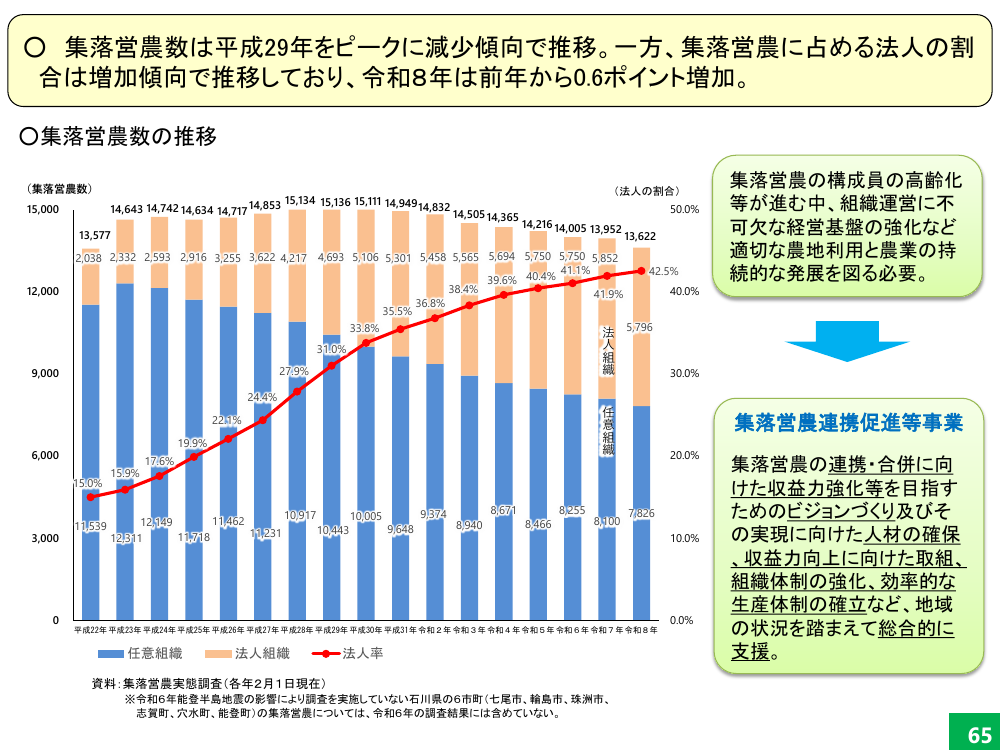 〇　集落営農数は平成29年をピークに減少傾向で推移。一方、集落営農に占める法人の割
合は増加傾向で推移しており、令和８年は前年から0.6ポイント増加。
〇集落営農数の推移
（集落営農数）
（法人の割合）
15,000
12,000
9,000
6,000
3,000
0
50.0%
40.0%
30.0%
20.0%
10.0%
0.0%
13,577 14,643 14,742 14,634 14,717 14,853 15,134 15,136 15,111 14,949 14,832 14,505 14,365 14,216 14,005 13,952 13,622
2,038 2,332 2,593 2,916 3,255 3,622 4,217 4,693 5,106 5,301 5,458 5,565 5,694 5,750 5,750 5,852 5,796
15.0% 15.9% 17.6% 19.9% 22.1% 24.4% 27.9% 31.0% 33.8% 35.5% 36.8% 38.4% 39.6% 40.4% 41.1% 41.9% 42.5%
法人組織
任意組織
11,539 12,311 12,149 11,718 11,462 11,231 10,917 10,443 10,005 9,648 9,374 8,940 8,671 8,466 8,255 8,100 7,826
平成22年 平成23年 平成24年 平成25年 平成26年 平成27年 平成28年 平成29年 平成30年 平成31年 令和２年 令和３年 令和４年 令和５年 令和６年 令和７年 令和８年
任意組織 法人組織 法人率
資料：集落営農実態調査（各年２月１日現在）
※令和６年能登半島地震の影響により調査を実施していない石川県の６市町（七尾市、輪島市、珠洲市、
志賀町、穴水町、能登町）の集落営農については、令和６年の調査結果には含めていない。
集落営農の構成員の高齢化
等が進む中、組織運営に不
可欠な経営基盤の強化など
適切な農地利用と農業の持
続的な発展を図る必要。
集落営農連携促進等事業
集落営農の連携・合併に向
けた収益力強化等を目指す
ためのビジョンづくり及びそ
の実現に向けた人材の確保
、収益力向上に向けた取組、
組織体制の強化、効率的な
生産体制の確立など、地域
の状況を踏まえて総合的に
支援。
65